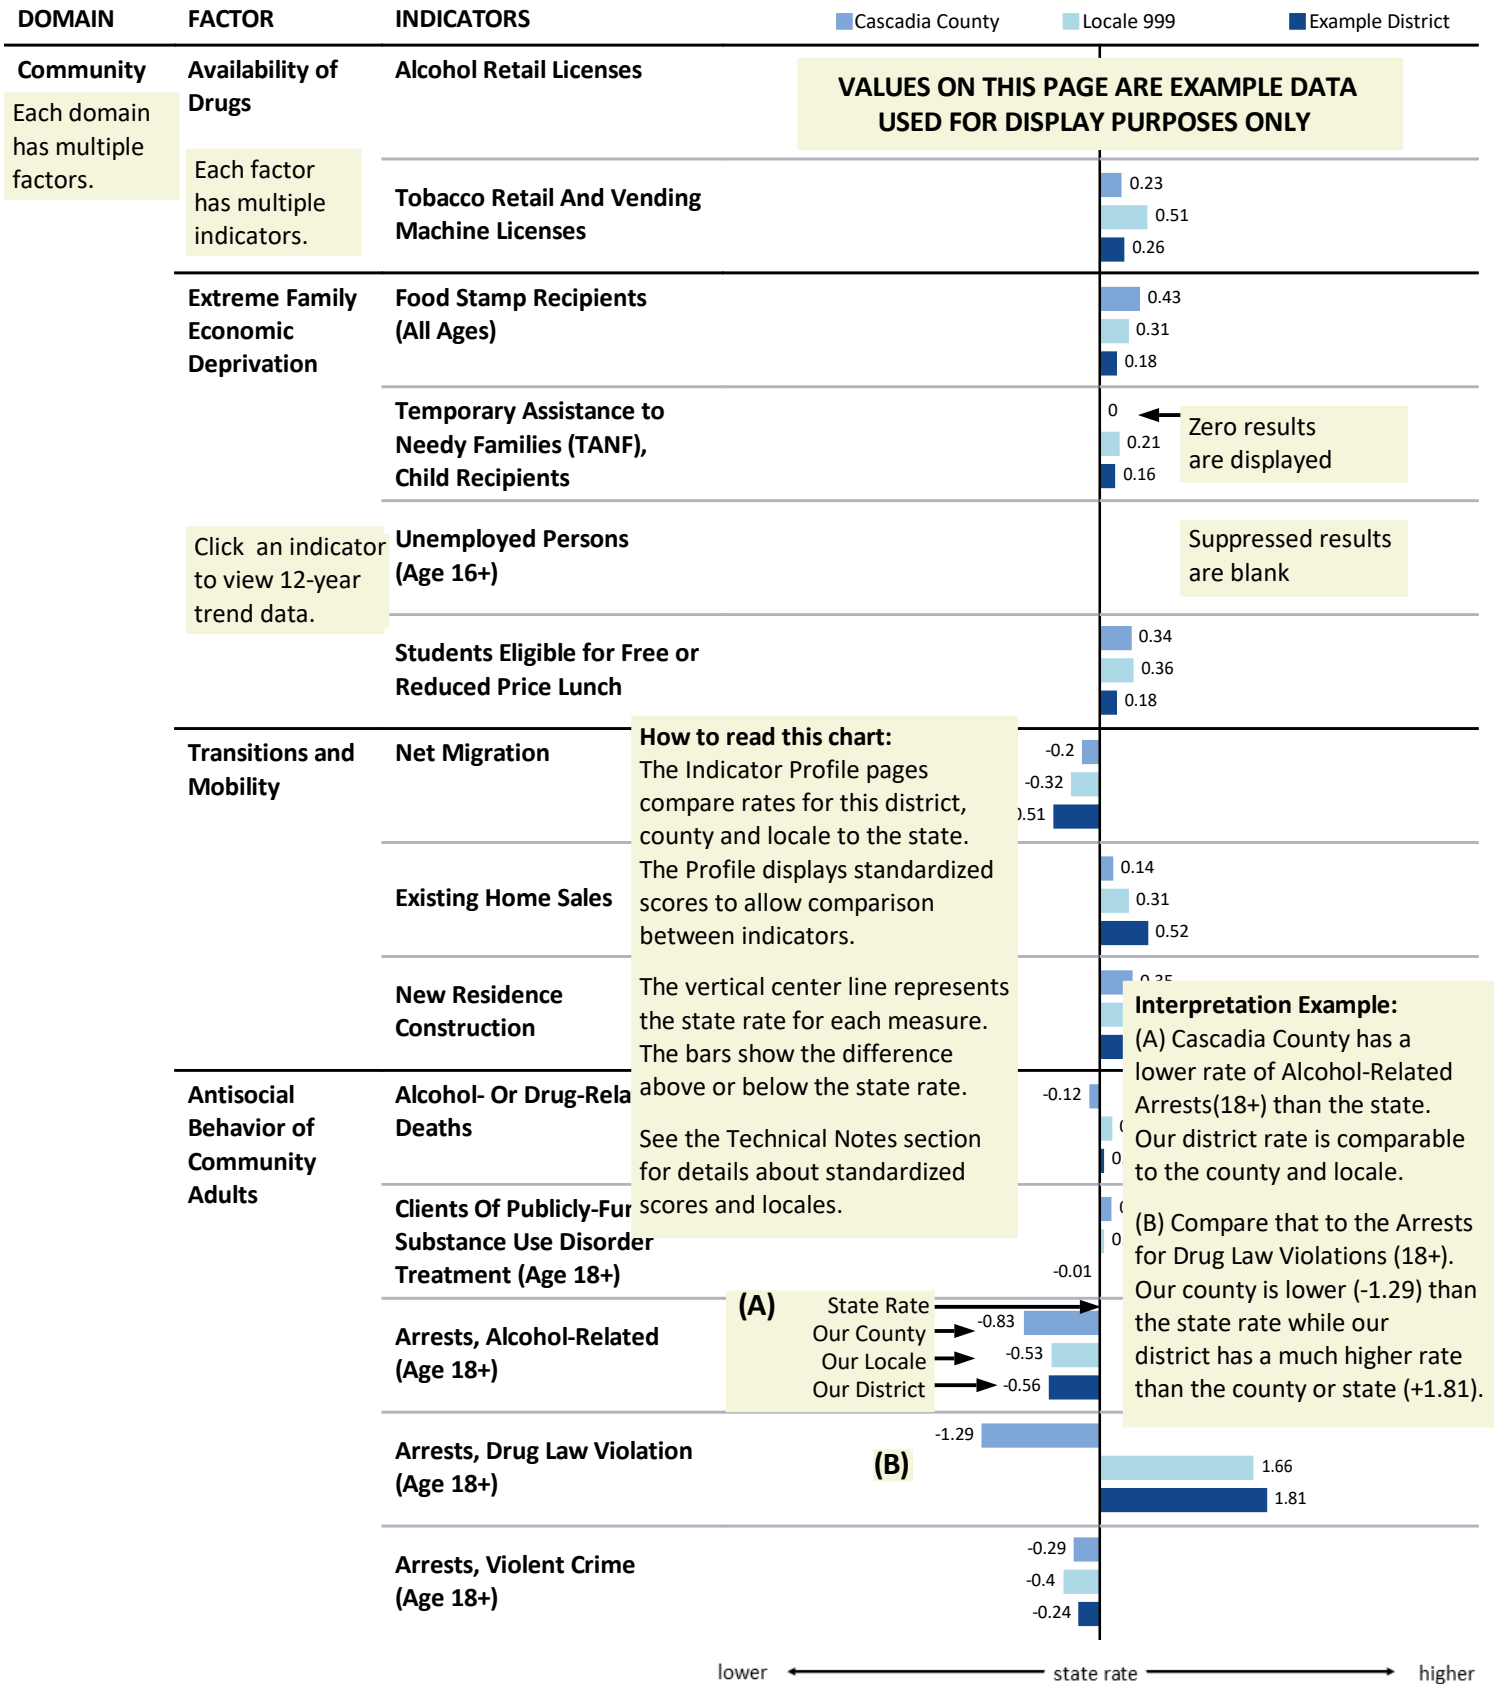 DOMAIN FACTOR INDICATORS Cascadia County Locale 999 Example District
Community Availability of Drugs Alcohol Retail Licenses
Each domain
has multiple
factors.
Each factor
has multiple
indicators.
VALUES ON THIS PAGE ARE EXAMPLE DATA
USED FOR DISPLAY PURPOSES ONLY
Tobacco Retail And Vending
Machine Licenses
0.23
0.51
0.26
Extreme Family
Economic
Deprivation
Food Stamp Recipients
(All Ages)
0.43
0.31
0.18
Temporary Assistance to
Needy Families (TANF),
Child Recipients
0
0.21
0.16
Zero results
are displayed
Click an indicator
to view 12-year
trend data.
Unemployed Persons
(Age 16+)
Suppressed results
are blank
Students Eligible for Free or
Reduced Price Lunch
0.34
0.36
0.18
Transitions and
Mobility
Net Migration
-0.2
-0.32
.51
How to read this chart:
The Indicator Profile pages
compare rates for this district,
county and locale to the state.
The Profile displays standardized
scores to allow comparison
between indicators.
The vertical center line represents
the state rate for each measure.
The bars show the difference
above or below the state rate.
See the Technical Notes section
for details about standardized
scores and locales.
Existing Home Sales
0.14
0.31
0.52
New Residence
Construction
Interpretation Example:
(A) Cascadia County has a
lower rate of Alcohol-Related
Arrests(18+) than the state.
Our district rate is comparable
to the county and locale.
(B) Compare that to the Arrests
for Drug Law Violations (18+).
Our county is lower (-1.29) than
the state rate while our
district has a much higher rate
than the county or state (+1.81).
Antisocial
Behavior of
Community
Adults
Alcohol- Or Drug-Rela
Deaths
-0.12
Clients Of Publicly-Fun
Substance Use Disorder
Treatment (Age 18+)
-0.01
Arrests, Alcohol-Related
(Age 18+)
(A) State Rate
Our County -0.83
Our Locale -0.53
Our District -0.56
Arrests, Drug Law Violation
(Age 18+)
(B)
-1.29
1.66
1.81
Arrests, Violent Crime
(Age 18+)
-0.29
-0.4
-0.24
lower state rate higher